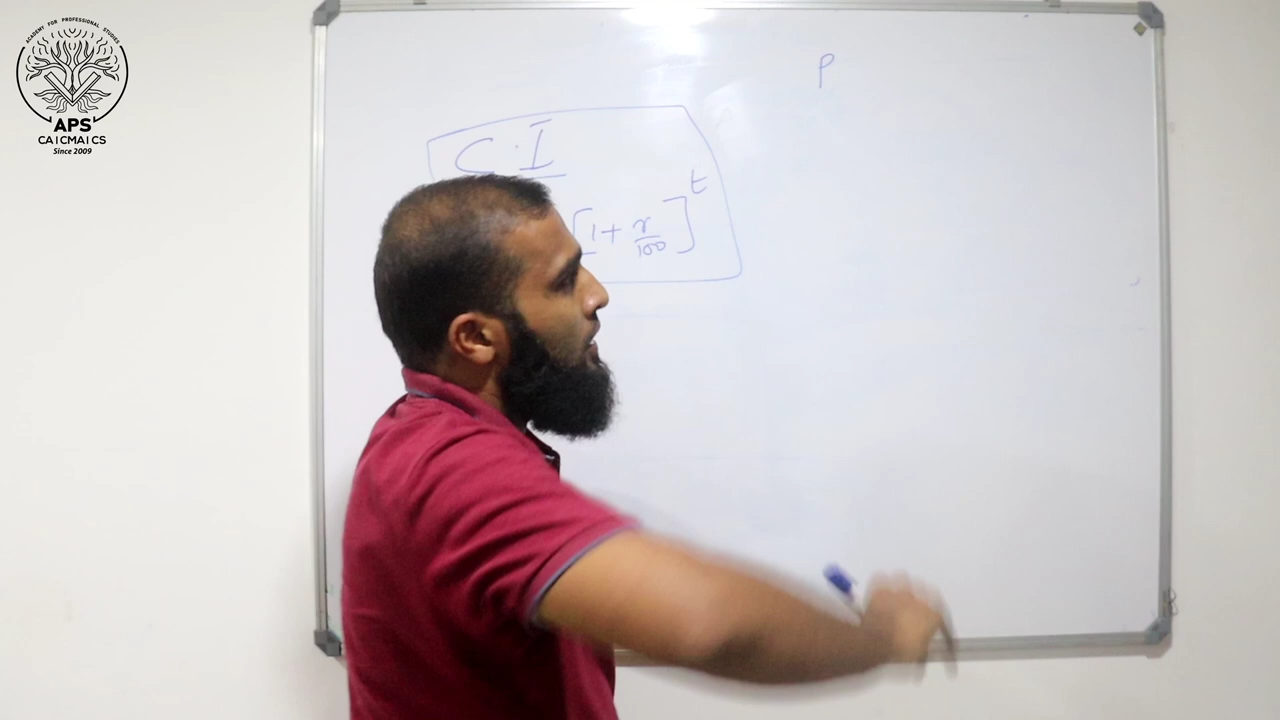 ACADEMY FOR PROFESSIONAL STUDIES
APS
CA | CMA | CS
Since 2009
P
C.I
[1 + r/100]^t